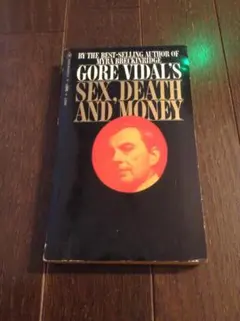 BY THE BEST-SELLING AUTHOR OF
MYRA BRECKINRIDGE
GORE VIDAL'S
SEX, DEATH
AND MONEY